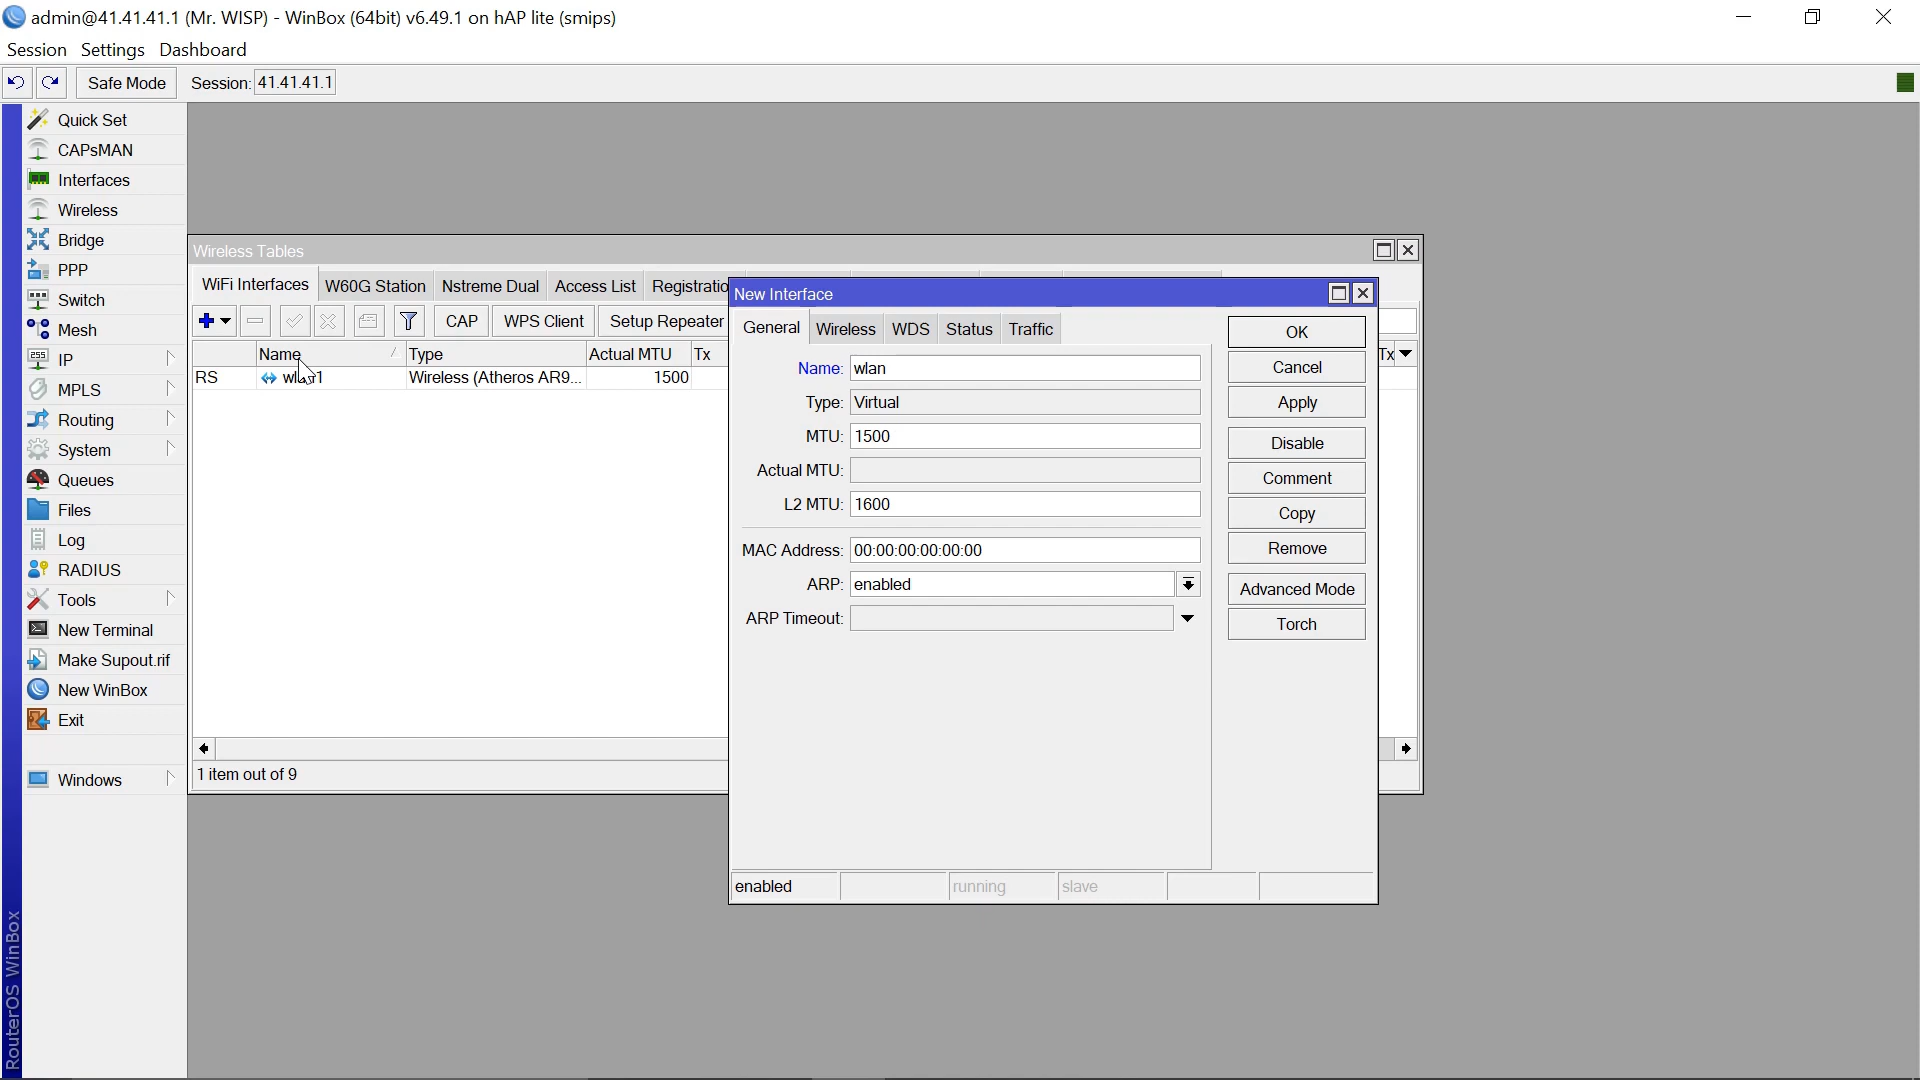 admin@41.41.41.1 (Mr. WISP) - WinBox (64bit) v6.49.1 on hAP lite (smips)
Session Settings Dashboard
Safe Mode Session: 41.41.41.1
Quick Set
CAPsMAN
Interfaces
Wireless
Bridge
PPP
Switch
Mesh
IP
MPLS
Routing
System
Queues
Files
Log
RADIUS
Tools
New Terminal
Make Supout.rif
New WinBox
Exit
Windows
RouterOS WinBox
Wireless Tables
WiFi Interfaces W60G Station Nstreme Dual Access List Registratio
CAP WPS Client Setup Repeater
Name Type Actual MTU Tx
RS Wireless (Atheros AR9... 1500
1 item out of 9
Tx
New Interface
General Wireless WDS Status Traffic
Name: wlan
Type: Virtual
MTU: 1500
Actual MTU:
L2 MTU: 1600
MAC Address: 00:00:00:00:00:00
ARP: enabled
ARP Timeout:
OK
Cancel
Apply
Disable
Comment
Copy
Remove
Advanced Mode
Torch
enabled running slave